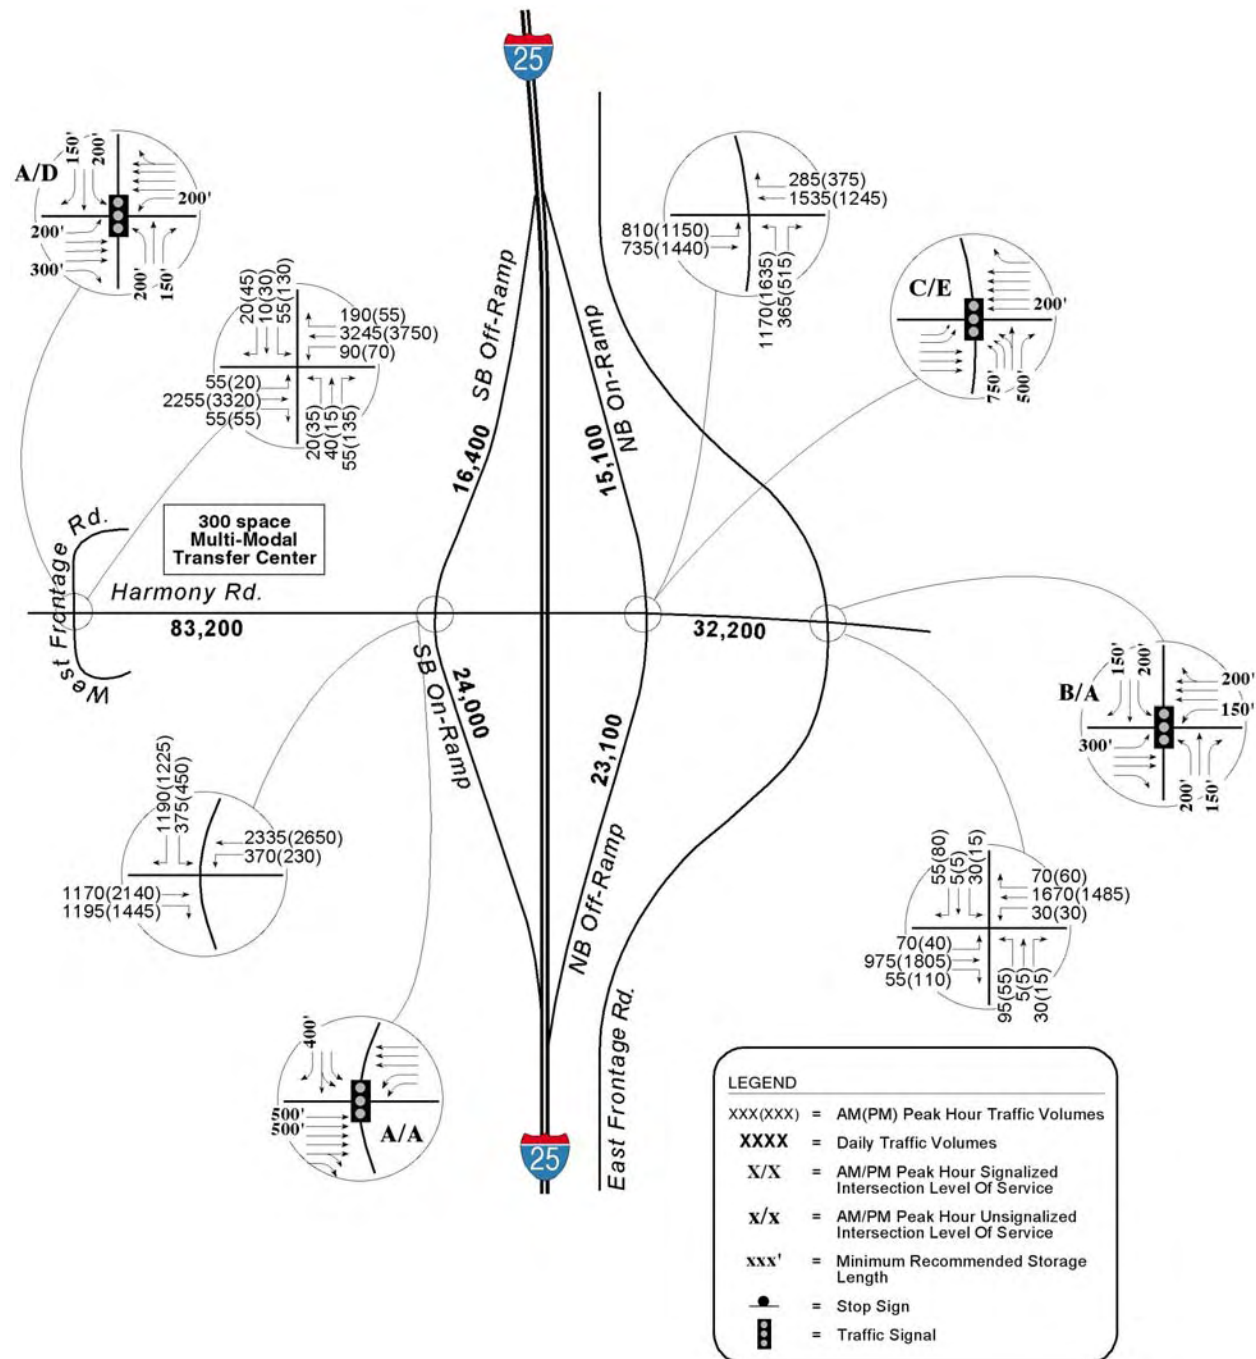 25
A/D
150'
200'
200'
200'
300'
200'
150'
20(45)
10(30)
55(130)
190(55)
3245(3750)
90(70)
55(20)
2255(3320)
55(55)
20(35)
40(15)
55(135)
285(375)
1535(1245)
810(1150)
735(1440)
1170(1635)
365(515)
C/E
200'
750'
500'
16,400
SB Off-Ramp
15,100
NB On-Ramp
300 space
Multi-Modal
Transfer Center
West Frontage Rd.
Harmony Rd.
83,200
32,200
24,000
SB On-Ramp
23,100
NB Off-Ramp
East Frontage Rd.
B/A
150'
200'
200'
150'
300'
200'
150'
1190(1225)
375(450)
2335(2650)
370(230)
1170(2140)
1195(1445)
55(80)
5(5)
30(15)
70(60)
1670(1485)
30(30)
70(40)
975(1805)
55(110)
95(55)
5(5)
30(15)
400'
500'
500'
A/A
25
LEGEND
XXX(XXX) = AM(PM) Peak Hour Traffic Volumes
XXXX = Daily Traffic Volumes
X/X = AM/PM Peak Hour Signalized
Intersection Level Of Service
x/x = AM/PM Peak Hour Unsignalized
Intersection Level Of Service
xxx' = Minimum Recommended Storage
Length
= Stop Sign
= Traffic Signal